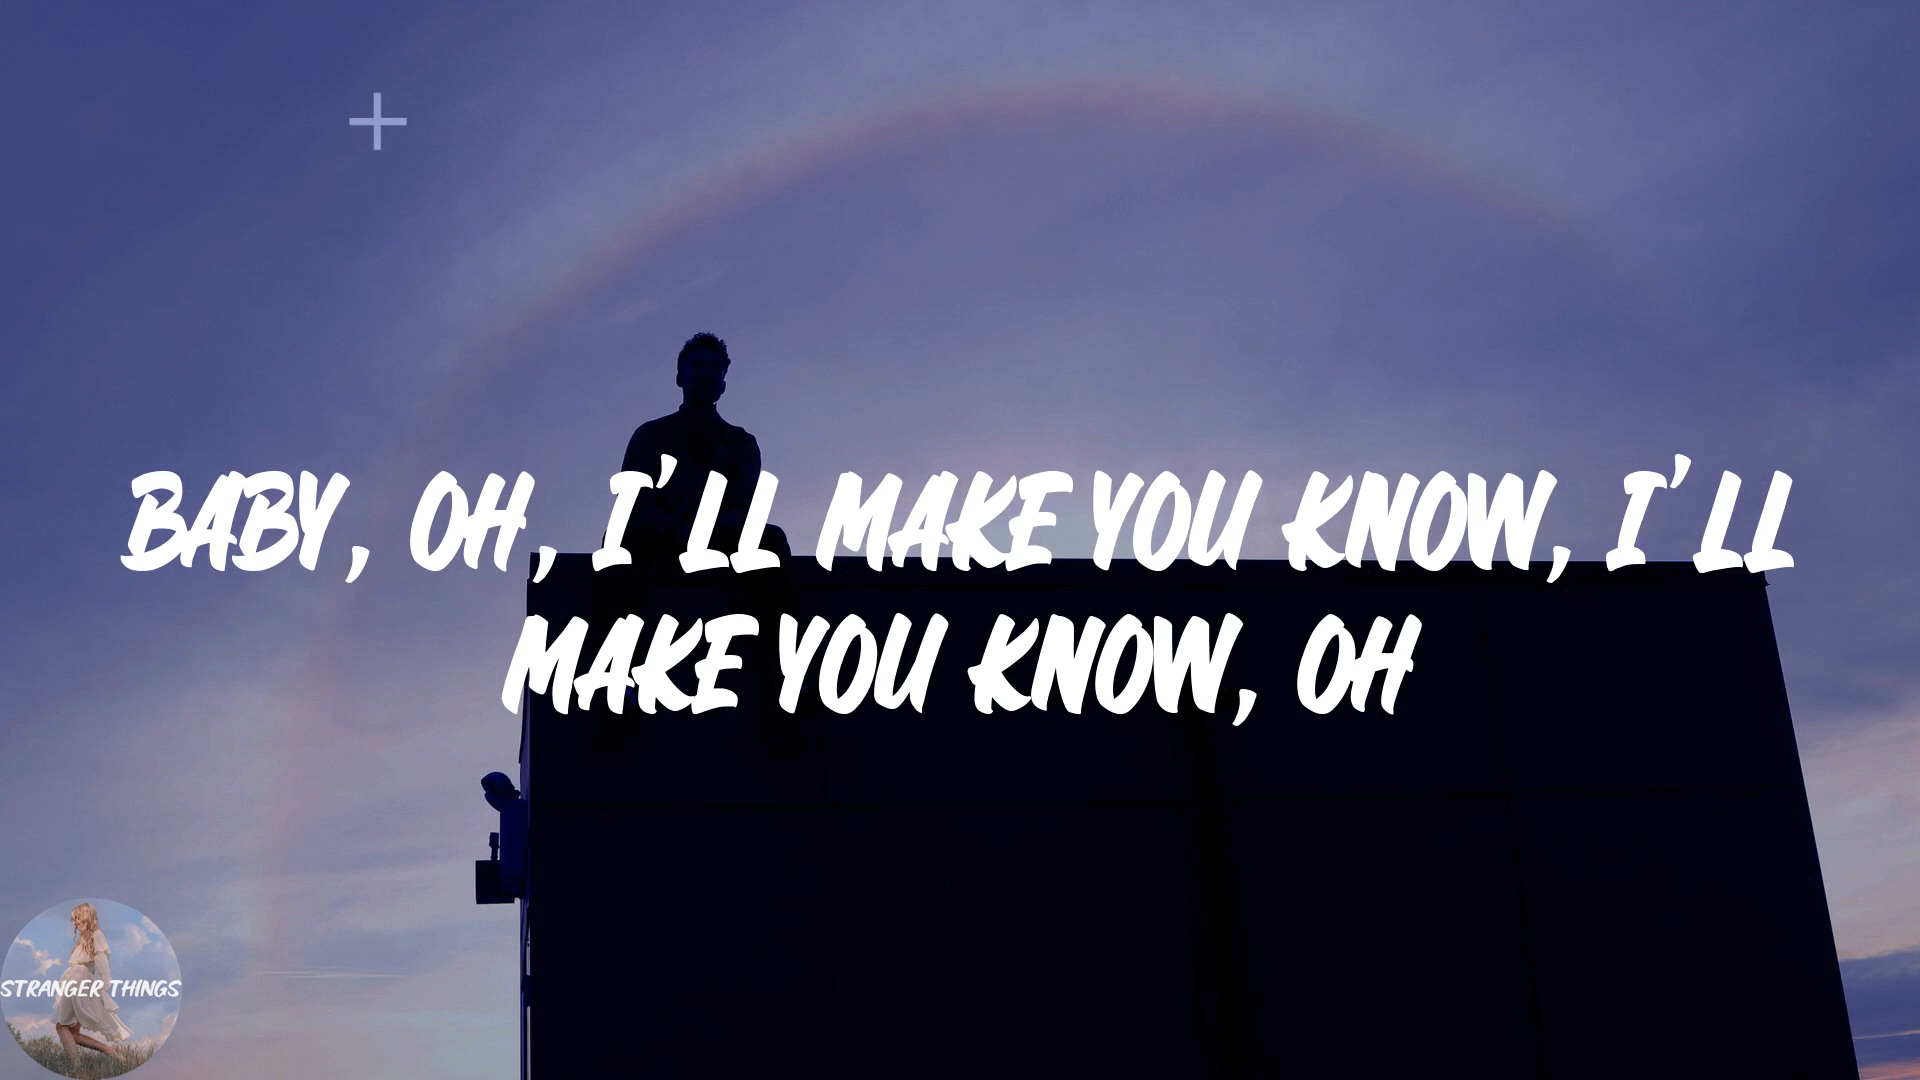 BABY, OH, I'LL MAKE YOU KNOW, I'LL
MAKE YOU KNOW, OH
STRANGER THINGS